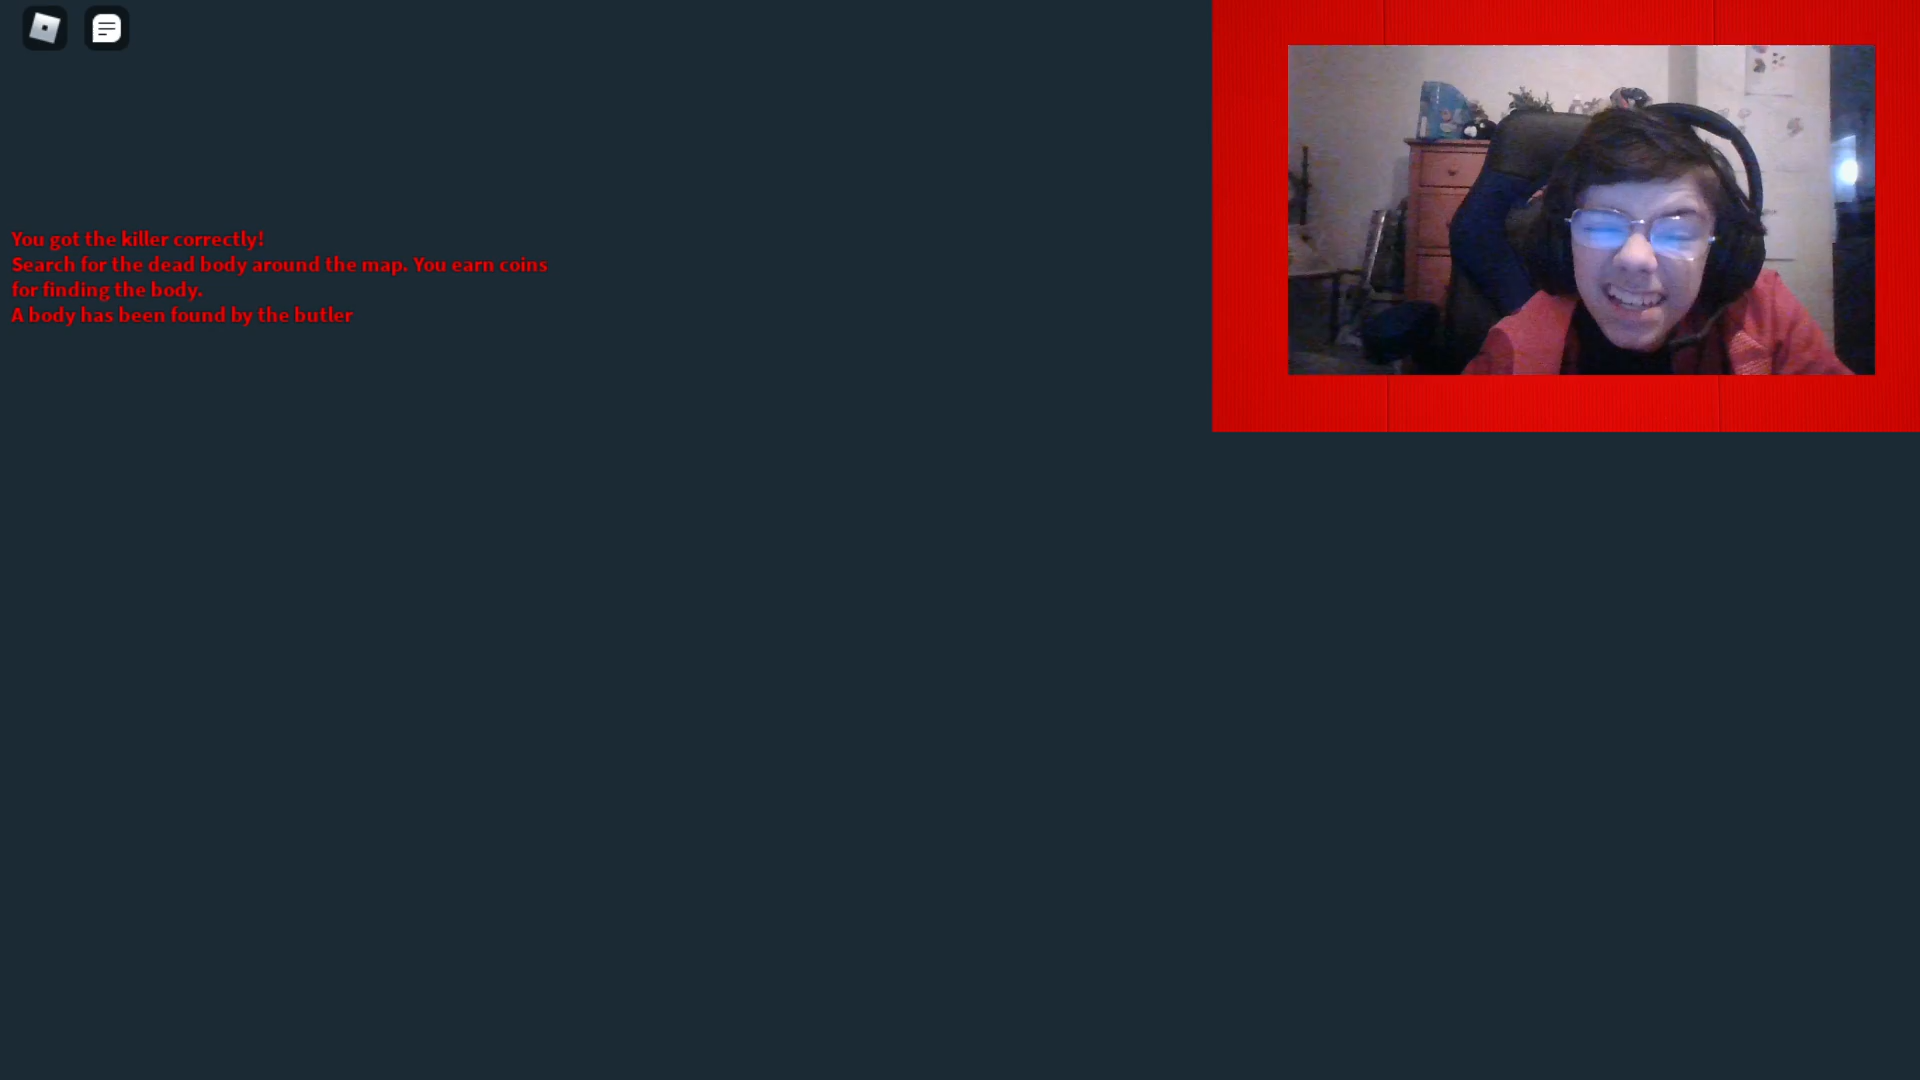 You got the killer correctly!
Search for the dead body around the map. You earn coins
for finding the body.
A body has been found by the butler